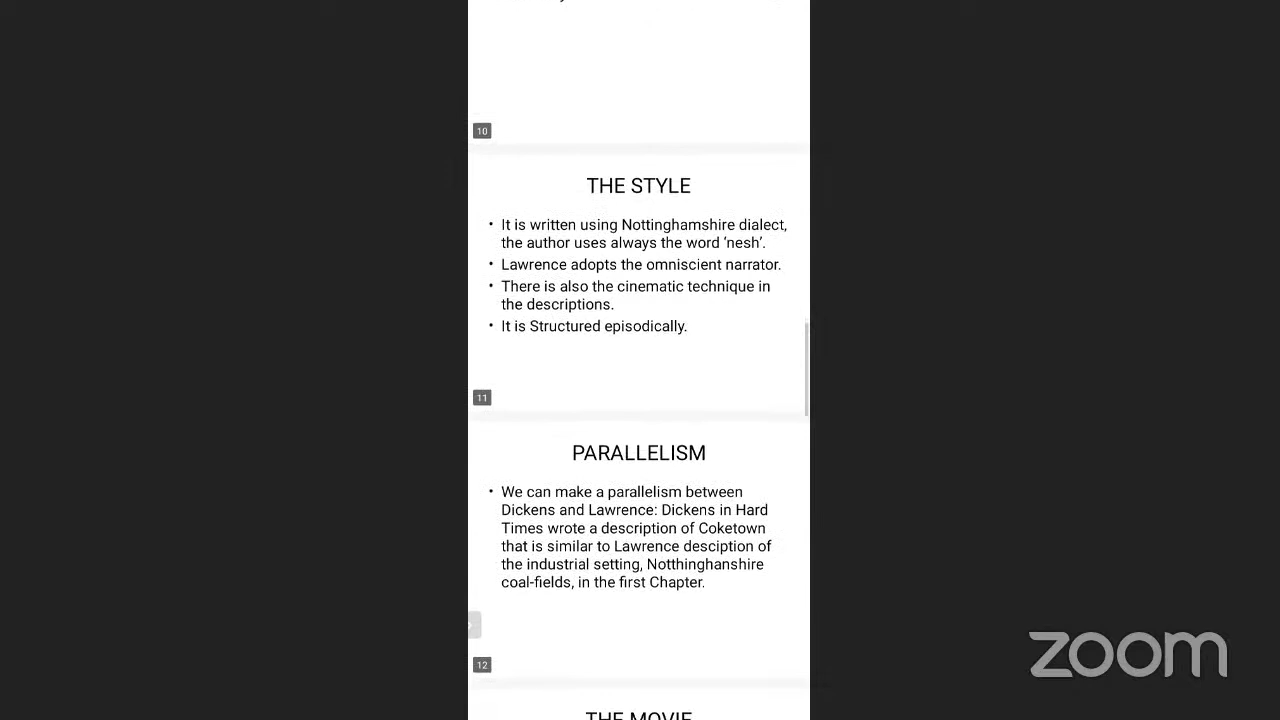 10
THE STYLE
• It is written using Nottinghamshire dialect,
the author uses always the word ‘nesh’.
• Lawrence adopts the omniscient narrator.
• There is also the cinematic technique in
the descriptions.
• It is Structured episodically.
11
PARALLELISM
• We can make a parallelism between
Dickens and Lawrence: Dickens in Hard
Times wrote a description of Coketown
that is similar to Lawrence desciption of
the industrial setting, Notthinghanshire
coal-fields, in the first Chapter.
12
THE MOVIE
zoom